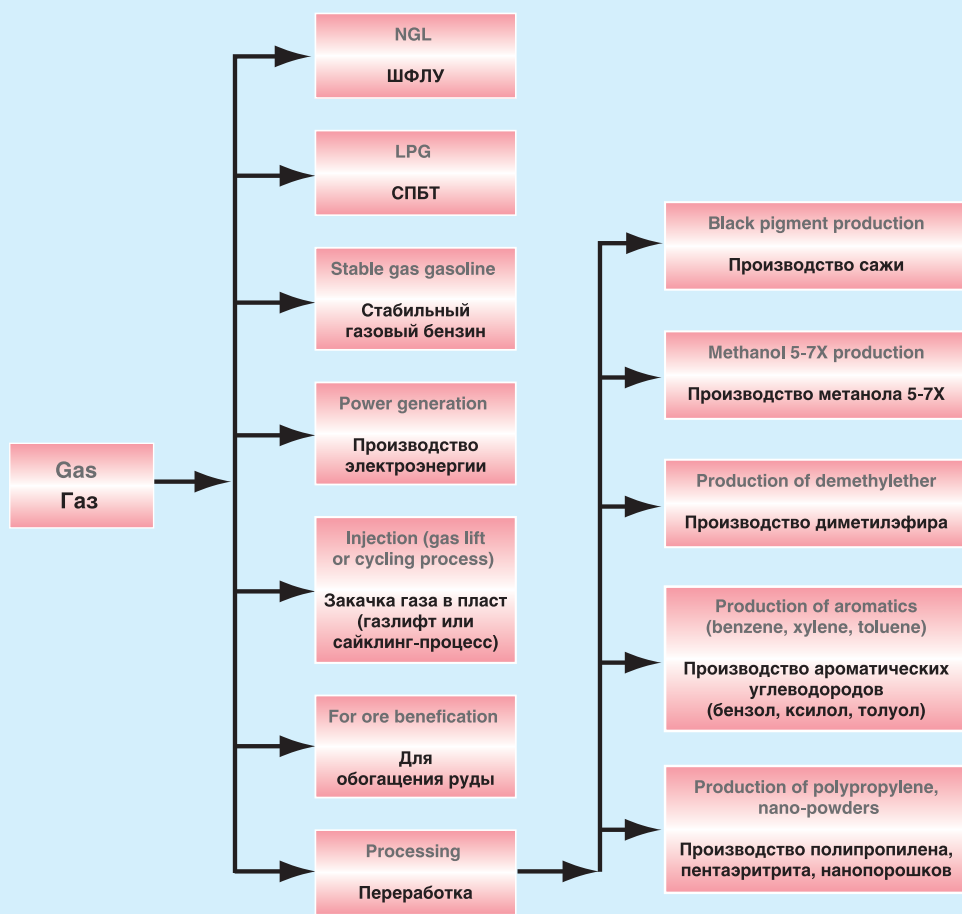 Gas
Газ
NGL
ШФЛУ
LPG
СПБТ
Stable gas gasoline
Стабильный
газовый бензин
Power generation
Производство
электроэнергии
Injection (gas lift
or cycling process)
Закачка газа в пласт
(газлифт или
сайклинг-процесс)
For ore benefication
Для
обогащения руды
Processing
Переработка
Black pigment production
Производство сажи
Methanol 5-7X production
Производство метанола 5-7X
Production of demethylether
Производство диметилэфира
Production of aromatics
(benzene, xylene, toluene)
Производство ароматических
углеводородов
(бензол, ксилол, толуол)
Production of polypropylene,
nano-powders
Производство полипропилена,
пентаэритрита, нанопорошков